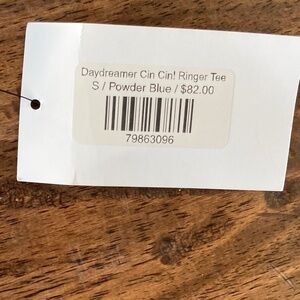 Daydreamer Cin Cin! Ringer Tee
S / Powder Blue / $82.00
79863096